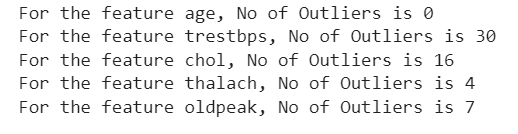 For the feature age, No of Outliers is 0
For the feature trestbps, No of Outliers is 30
For the feature chol, No of Outliers is 16
For the feature thalach, No of Outliers is 4
For the feature oldpeak, No of Outliers is 7